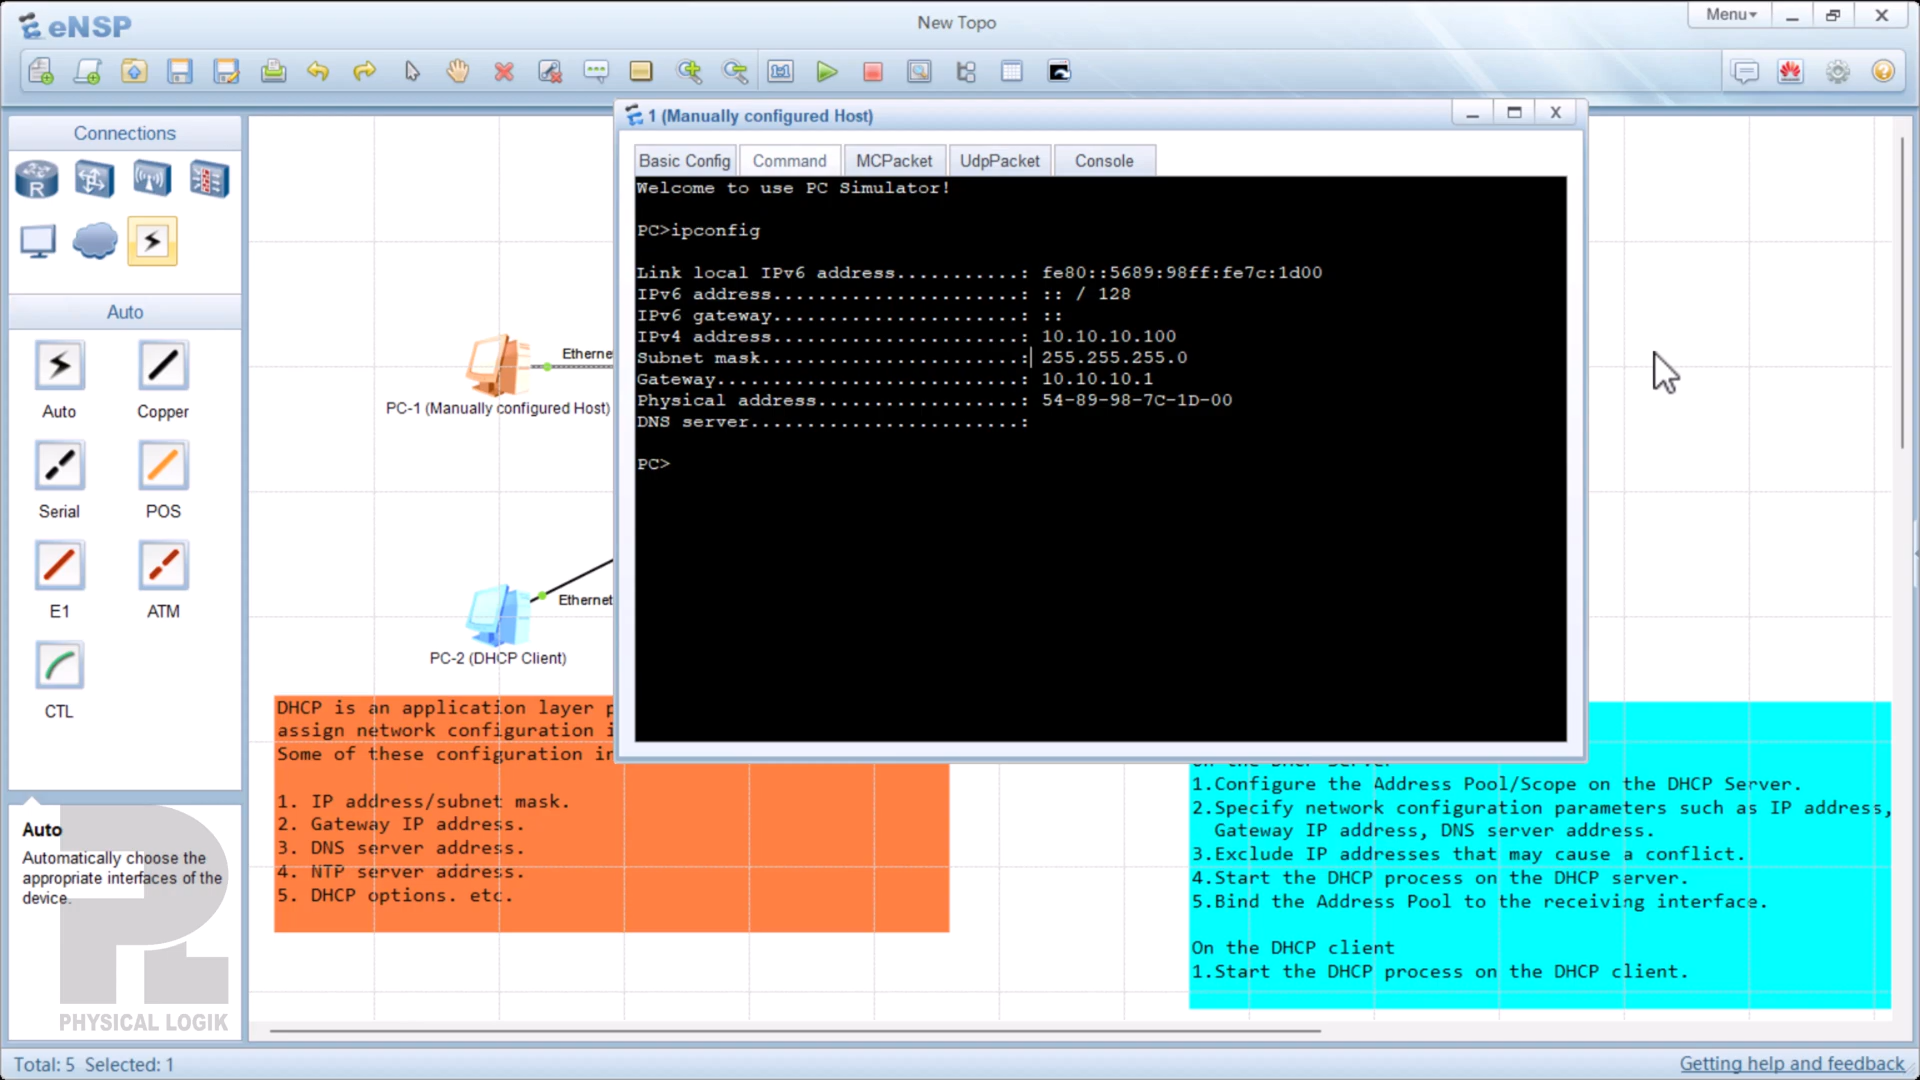 eNSP
New Topo
Menu
Connections
R
Auto
Auto
Copper
Serial
POS
E1
ATM
CTL
Auto
Automatically choose the
appropriate interfaces of the
device.
PL
PHYSICAL LOGIK
1 (Manually configured Host)
Basic Config
Command
MCPacket
UdpPacket
Console
Welcome to use PC Simulator!
PC>ipconfig
Link local IPv6 address...........: fe80::5689:98ff:fe7c:1d00
IPv6 address......................: :: / 128
IPv6 gateway......................: ::
IPv4 address......................: 10.10.10.100
Subnet mask.......................: 255.255.255.0
Gateway...........................: 10.10.10.1
Physical address..................: 54-89-98-7C-1D-00
DNS server........................:
PC>
Etherne
PC-1 (Manually configured Host)
Ethernet
PC-2 (DHCP Client)
DHCP is an application layer p
assign network configuration i
Some of these configuration in
1. IP address/subnet mask.
2. Gateway IP address.
3. DNS server address.
4. NTP server address.
5. DHCP options. etc.
On the DHCP Server
1.Configure the Address Pool/Scope on the DHCP Server.
2.Specify network configuration parameters such as IP address,
Gateway IP address, DNS server address.
3.Exclude IP addresses that may cause a conflict.
4.Start the DHCP process on the DHCP server.
5.Bind the Address Pool to the receiving interface.
On the DHCP client
1.Start the DHCP process on the DHCP client.
Total: 5 Selected: 1
Getting help and feedback